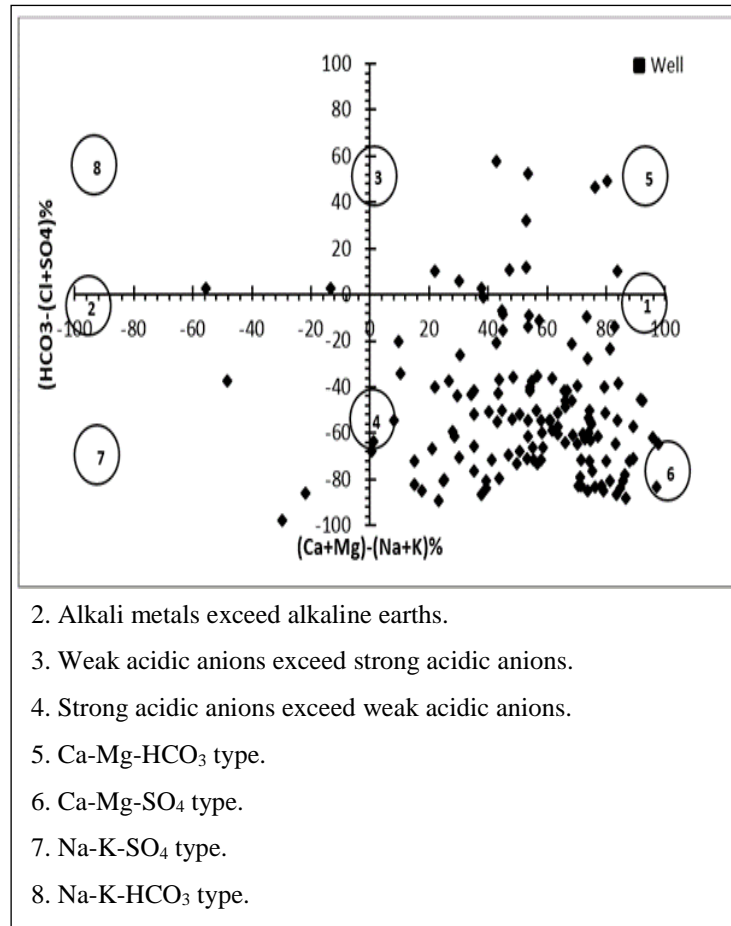 100
Well
80
8
60
3
5
40
20
0
2
1
-100 -80 -60 -40 -20 0 20 40 60 80 100
-20
-40
4
-60
7
6
-80
-100
(HCO3-(Cl+SO4)%
(Ca+Mg)-(Na+K)%
2. Alkali metals exceed alkaline earths.
3. Weak acidic anions exceed strong acidic anions.
4. Strong acidic anions exceed weak acidic anions.
5. Ca-Mg-HCO₃ type.
6. Ca-Mg-SO₄ type.
7. Na-K-SO₄ type.
8. Na-K-HCO₃ type.